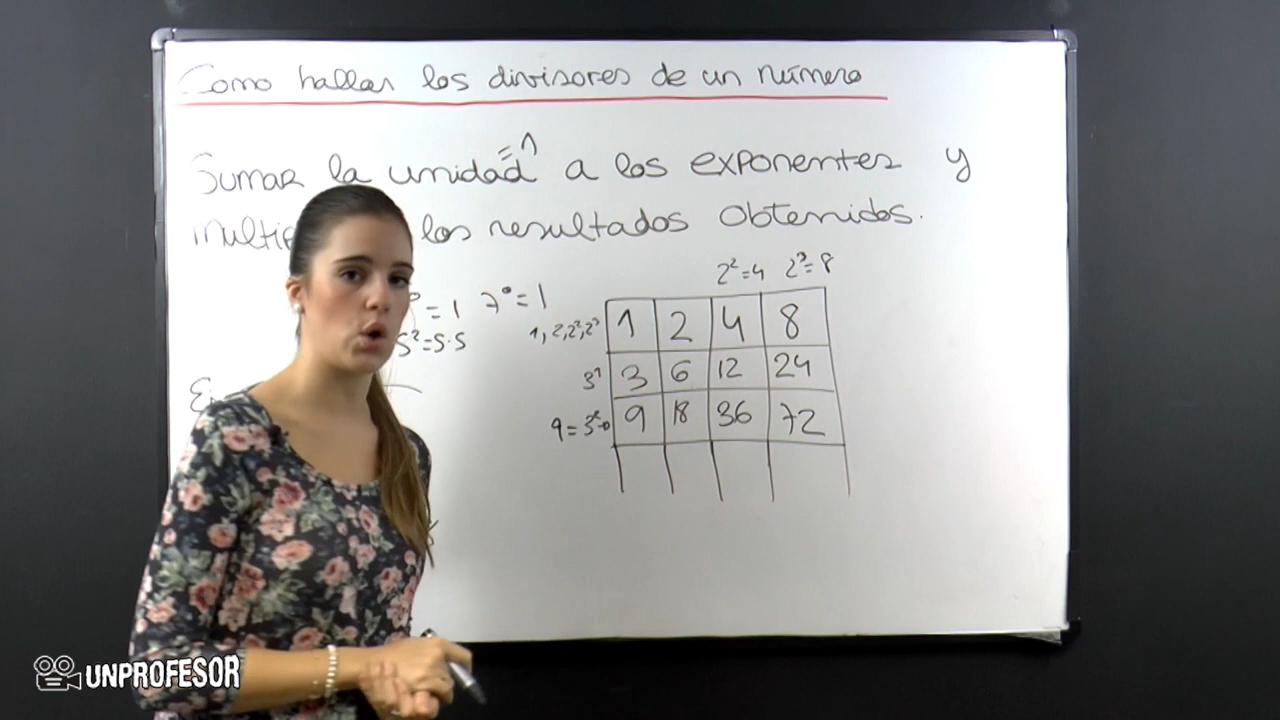 Como hallar los divisores de un número
=1
Sumar la unidad a los exponentes y
los resultados obtenidos.
2²=4 2³=8
=1 7⁰=1
5²=5·5
1, 2, 2², 2³ 1 2 4 8
3¹ 3 6 12 24
9=3² 9 18 36 72
UNPROFESOR